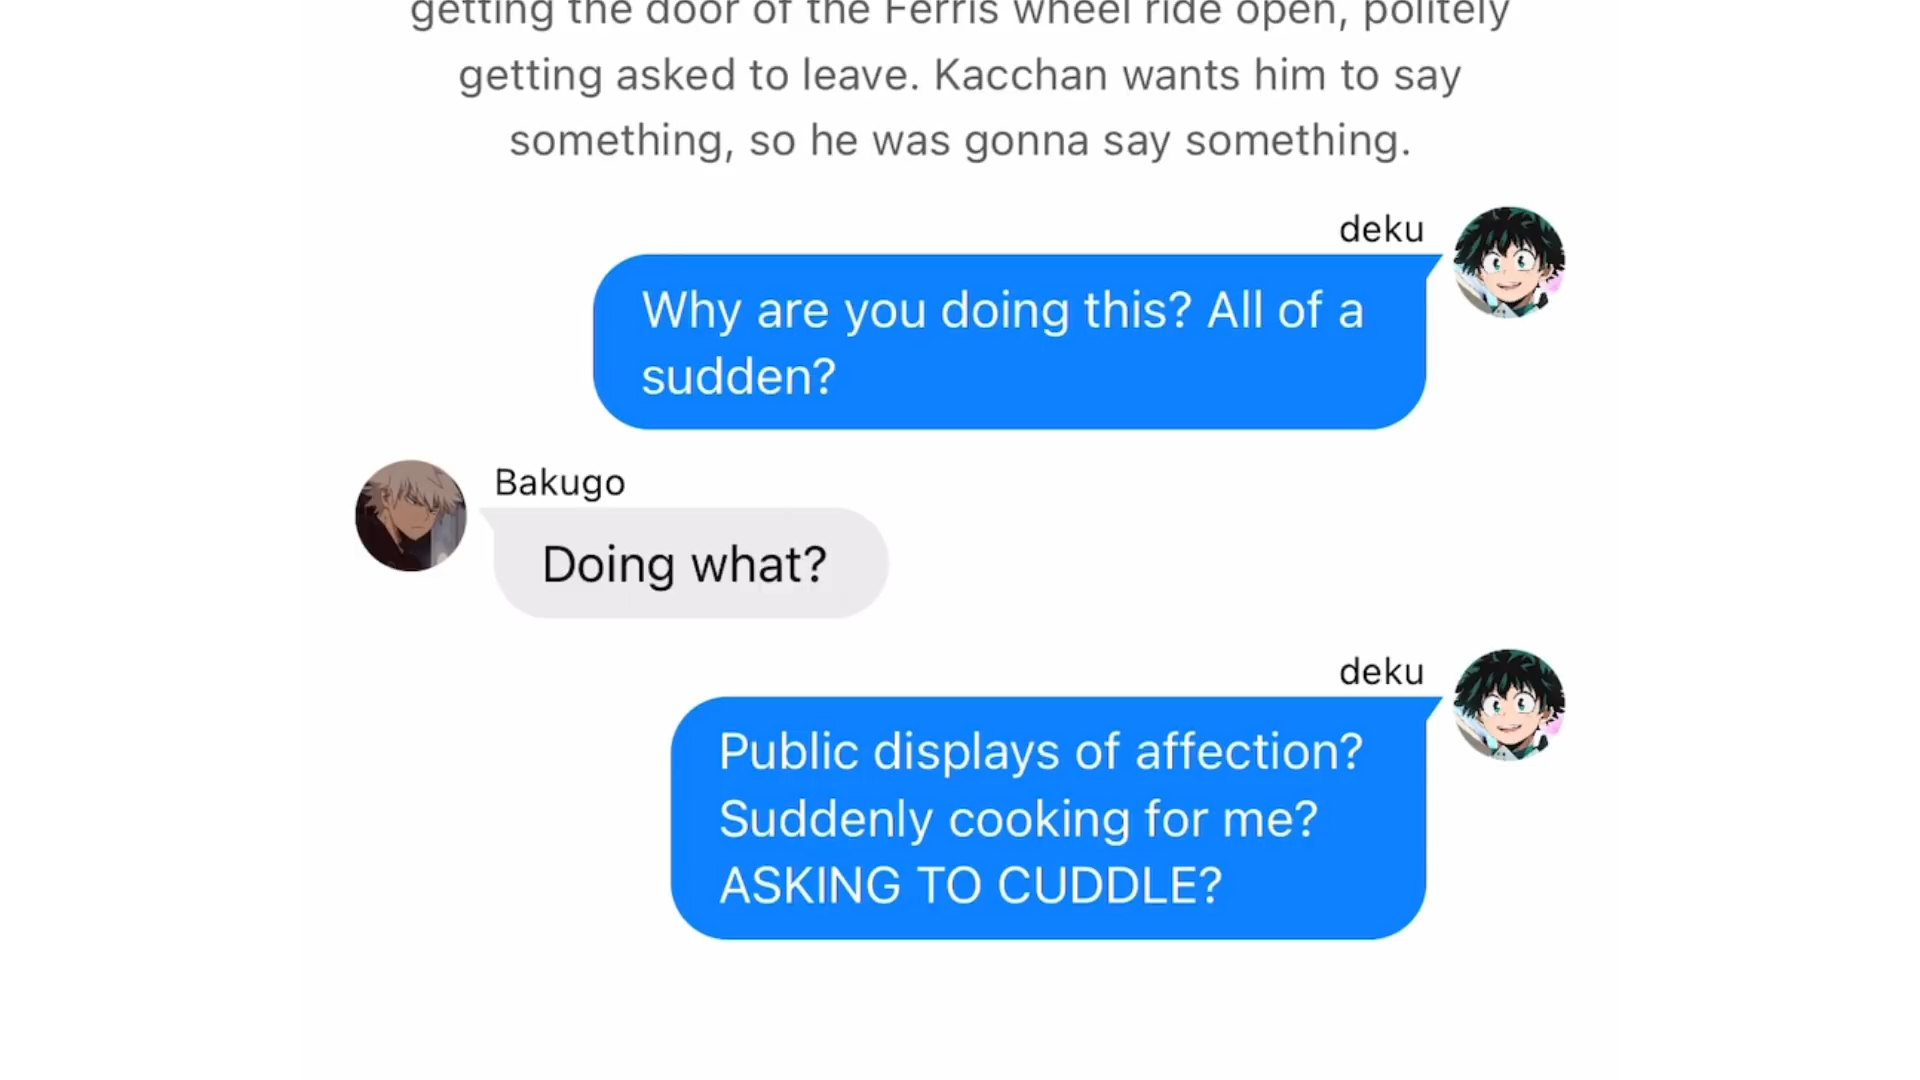 getting the door of the Ferris wheel ride open, politely
getting asked to leave. Kacchan wants him to say
something, so he was gonna say something.
deku
Why are you doing this? All of a
sudden?
Bakugo
Doing what?
deku
Public displays of affection?
Suddenly cooking for me?
ASKING TO CUDDLE?